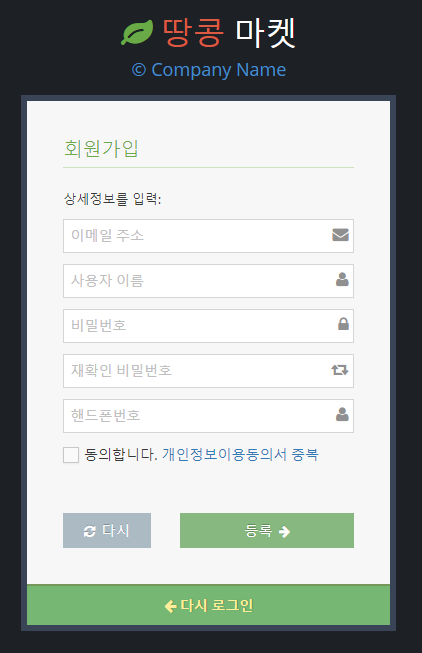 땅콩 마켓
© Company Name
회원가입
상세정보를 입력:
이메일 주소
사용자 이름
비밀번호
재확인 비밀번호
핸드폰번호
동의합니다. 개인정보이용동의서 중복
다시
등록
다시 로그인